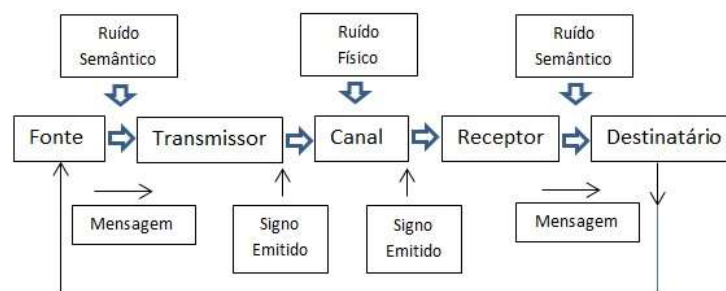 Ruído
Semântico
Ruído
Físico
Ruído
Semântico
Fonte
Transmissor
Canal
Receptor
Destinatário
Mensagem
Signo
Emitido
Signo
Emitido
Mensagem